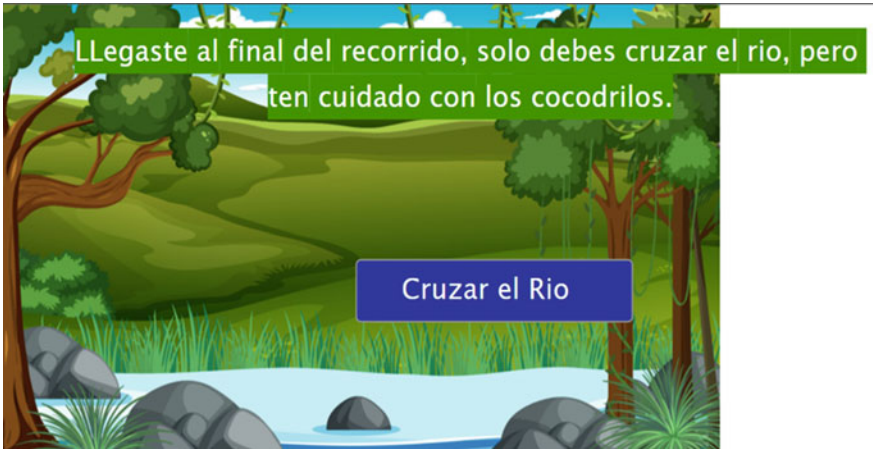 LLegaste al final del recorrido, solo debes cruzar el rio, pero
ten cuidado con los cocodrilos.
Cruzar el Rio